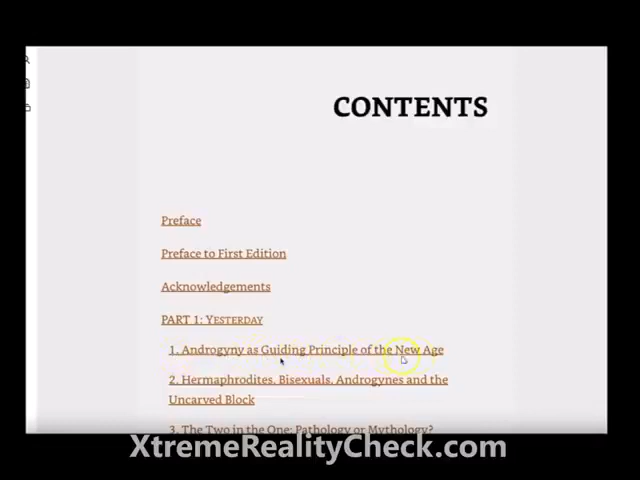 CONTENTS
Preface
Preface to First Edition
Acknowledgements
PART 1: YESTERDAY
1. Androgyny as Guiding Principle of the New Age
2. Hermaphrodites, Bisexuals, Androgynes and the
Uncarved Block
3. The Two in the One: Pathology or Mythology?
XtremeRealityCheck.com